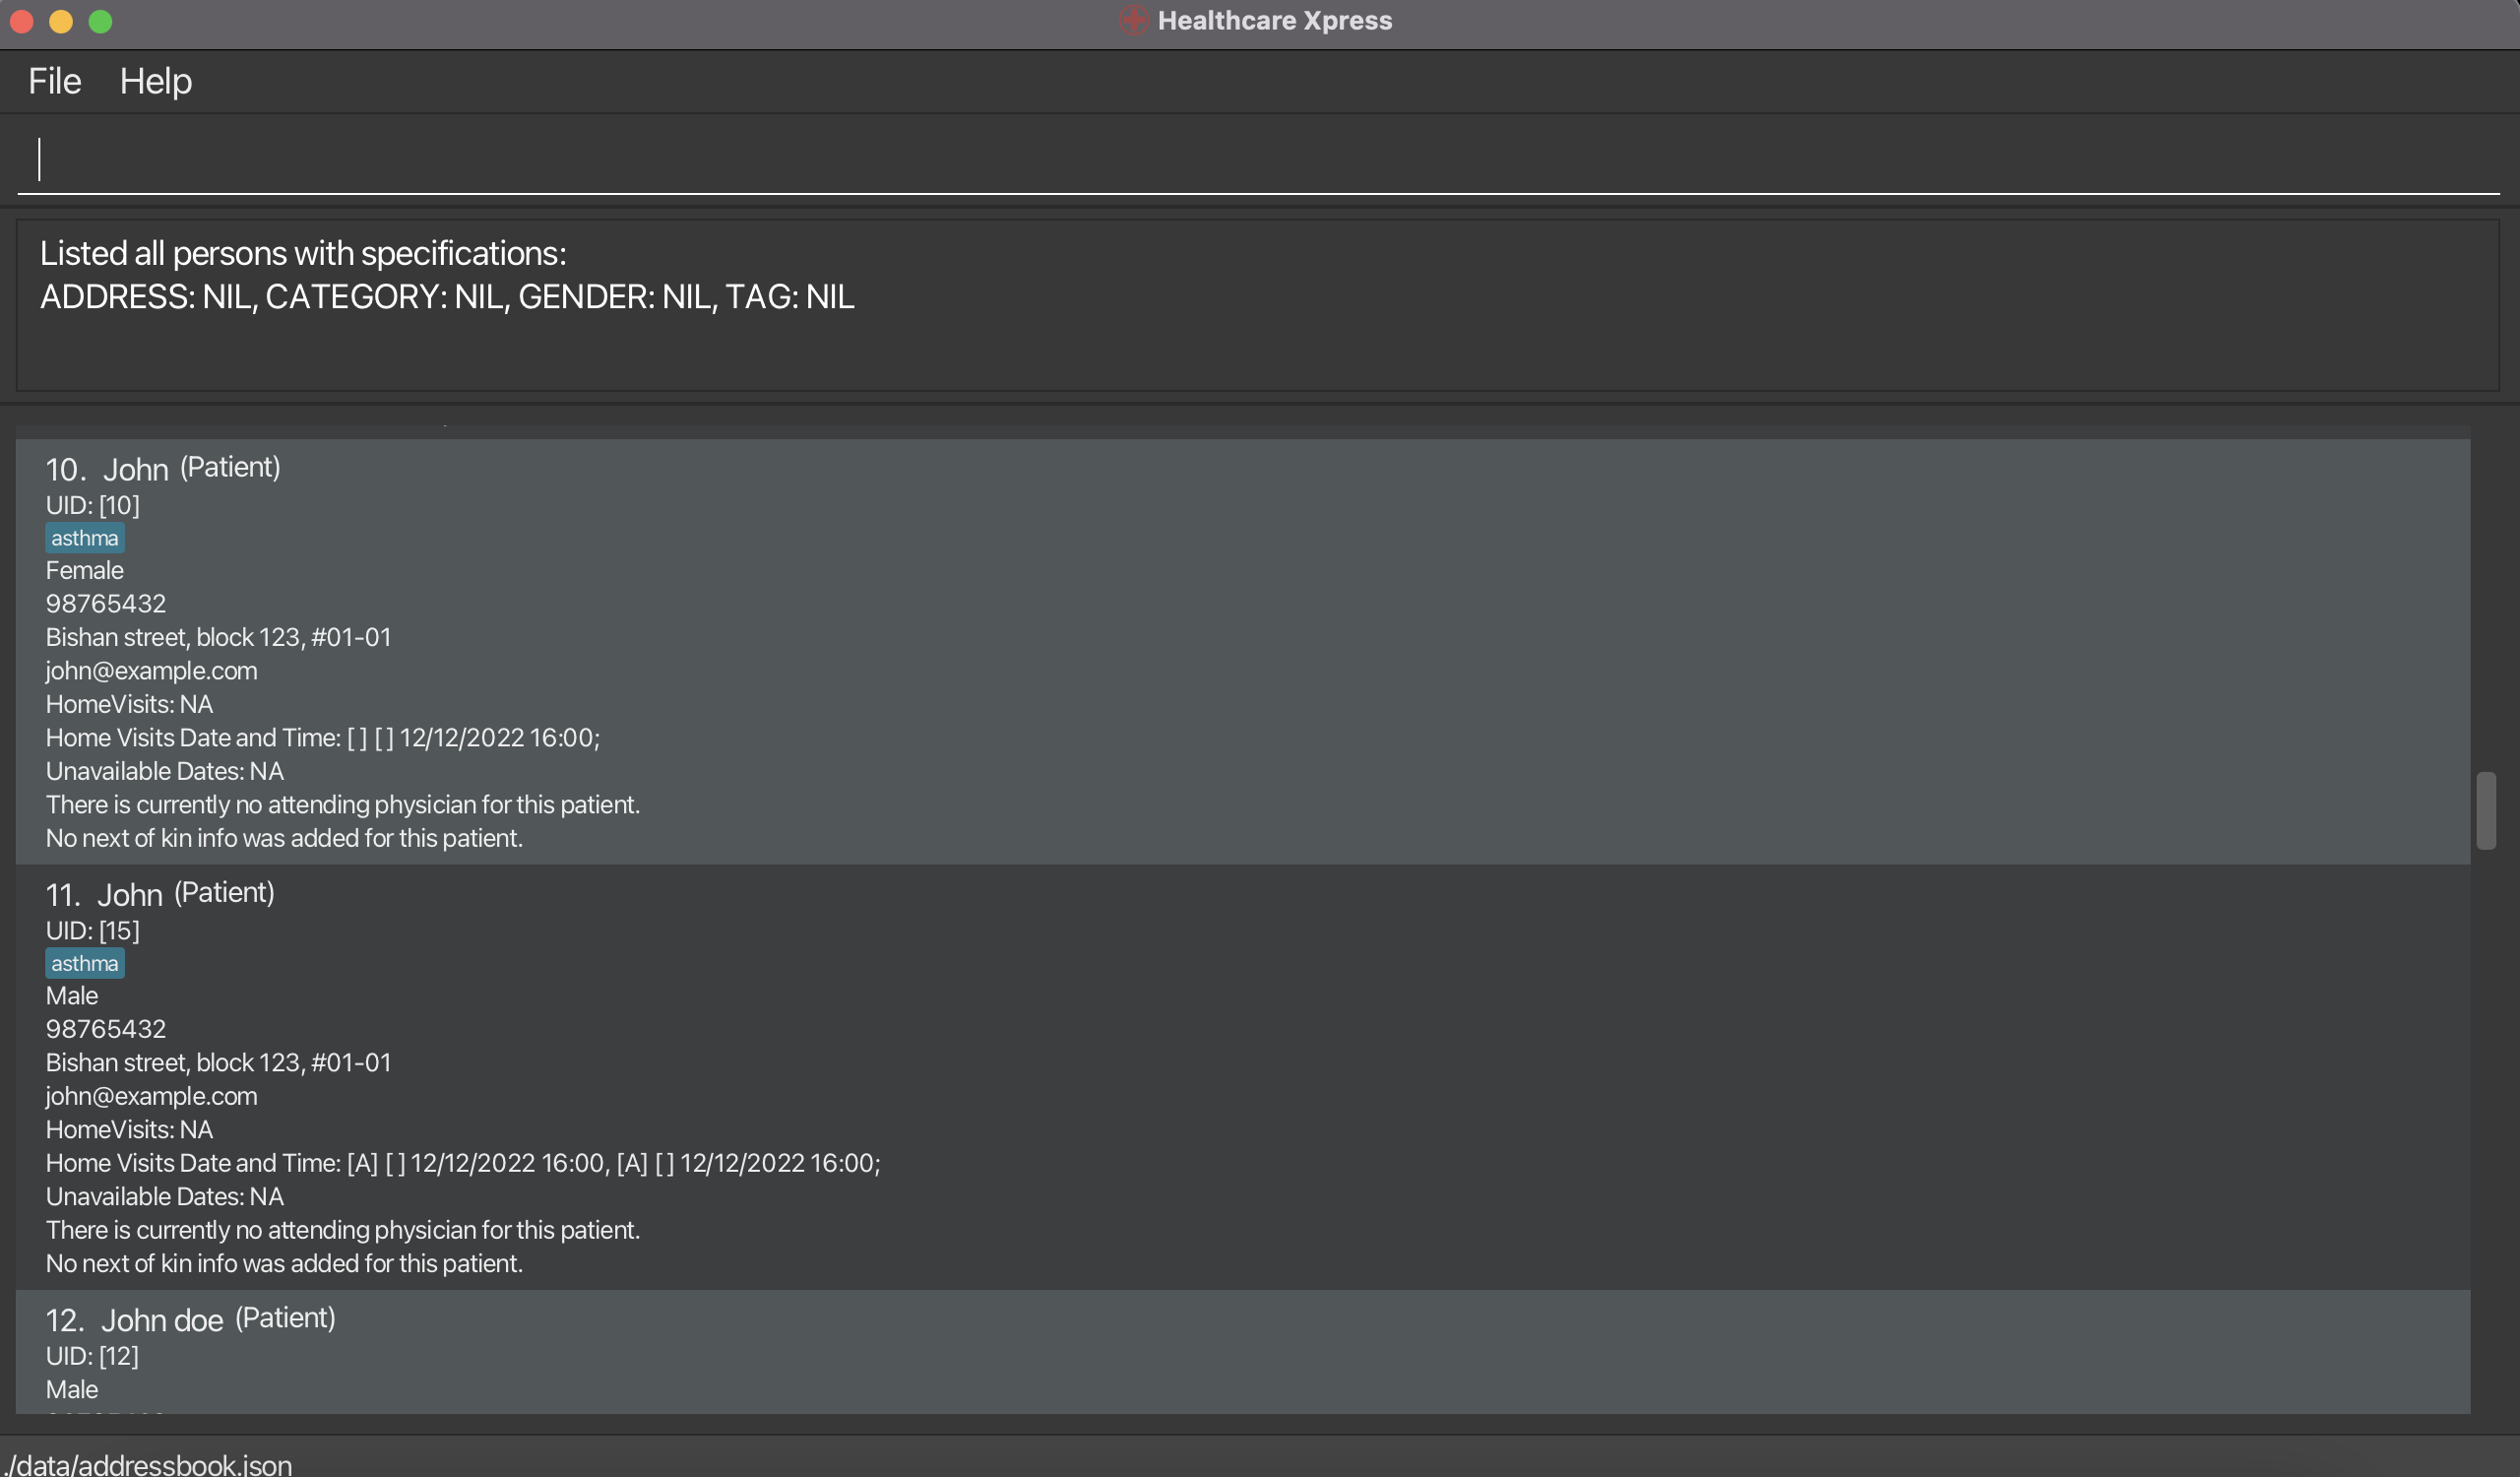 Healthcare Xpress
File Help
Listed all persons with specifications:
ADDRESS: NIL, CATEGORY: NIL, GENDER: NIL, TAG: NIL
10. John (Patient)
UID: [10]
asthma
Female
98765432
Bishan street, block 123, #01-01
john@example.com
HomeVisits: NA
Home Visits Date and Time: [ ] [ ] 12/12/2022 16:00;
Unavailable Dates: NA
There is currently no attending physician for this patient.
No next of kin info was added for this patient.
11. John (Patient)
UID: [15]
asthma
Male
98765432
Bishan street, block 123, #01-01
john@example.com
HomeVisits: NA
Home Visits Date and Time: [A] [ ] 12/12/2022 16:00, [A] [ ] 12/12/2022 16:00;
Unavailable Dates: NA
There is currently no attending physician for this patient.
No next of kin info was added for this patient.
12. John doe (Patient)
UID: [12]
Male
./data/addressbook.json